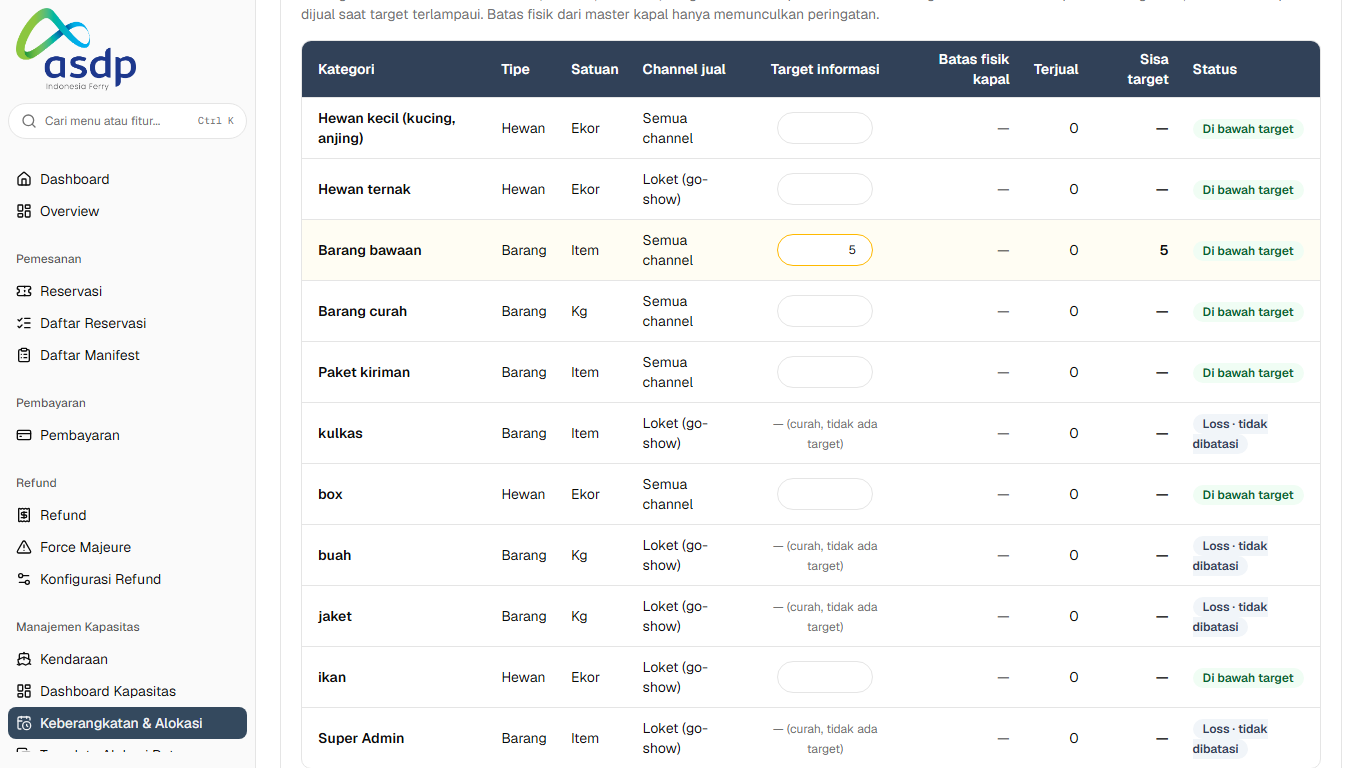 asdp
Indonesia Ferry
Cari menu atau fitur... Ctrl K
Dashboard
Overview
Pemesanan
Reservasi
Daftar Reservasi
Daftar Manifest
Pembayaran
Pembayaran
Refund
Refund
Force Majeure
Konfigurasi Refund
Manajemen Kapasitas
Kendaraan
Dashboard Kapasitas
Keberangkatan & Alokasi
dijual saat target terlampaui. Batas fisik dari master kapal hanya memunculkan peringatan.
Kategori Tipe Satuan Channel jual Target informasi Batas fisik kapal Terjual Sisa target Status
Hewan kecil (kucing, anjing) Hewan Ekor Semua channel — 0 — Di bawah target
Hewan ternak Hewan Ekor Loket (go-show) — 0 — Di bawah target
Barang bawaan Barang Item Semua channel 5 — 0 5 Di bawah target
Barang curah Barang Kg Semua channel — 0 — Di bawah target
Paket kiriman Barang Item Semua channel — 0 — Di bawah target
kulkas Barang Item Loket (go-show) — (curah, tidak ada target) — 0 — Loss · tidak dibatasi
box Hewan Ekor Semua channel — 0 — Di bawah target
buah Barang Kg Loket (go-show) — (curah, tidak ada target) — 0 — Loss · tidak dibatasi
jaket Barang Kg Loket (go-show) — (curah, tidak ada target) — 0 — Loss · tidak dibatasi
ikan Hewan Ekor Loket (go-show) — 0 — Di bawah target
Super Admin Barang Item Loket (go-show) — (curah, tidak ada target) — 0 — Loss · tidak dibatasi